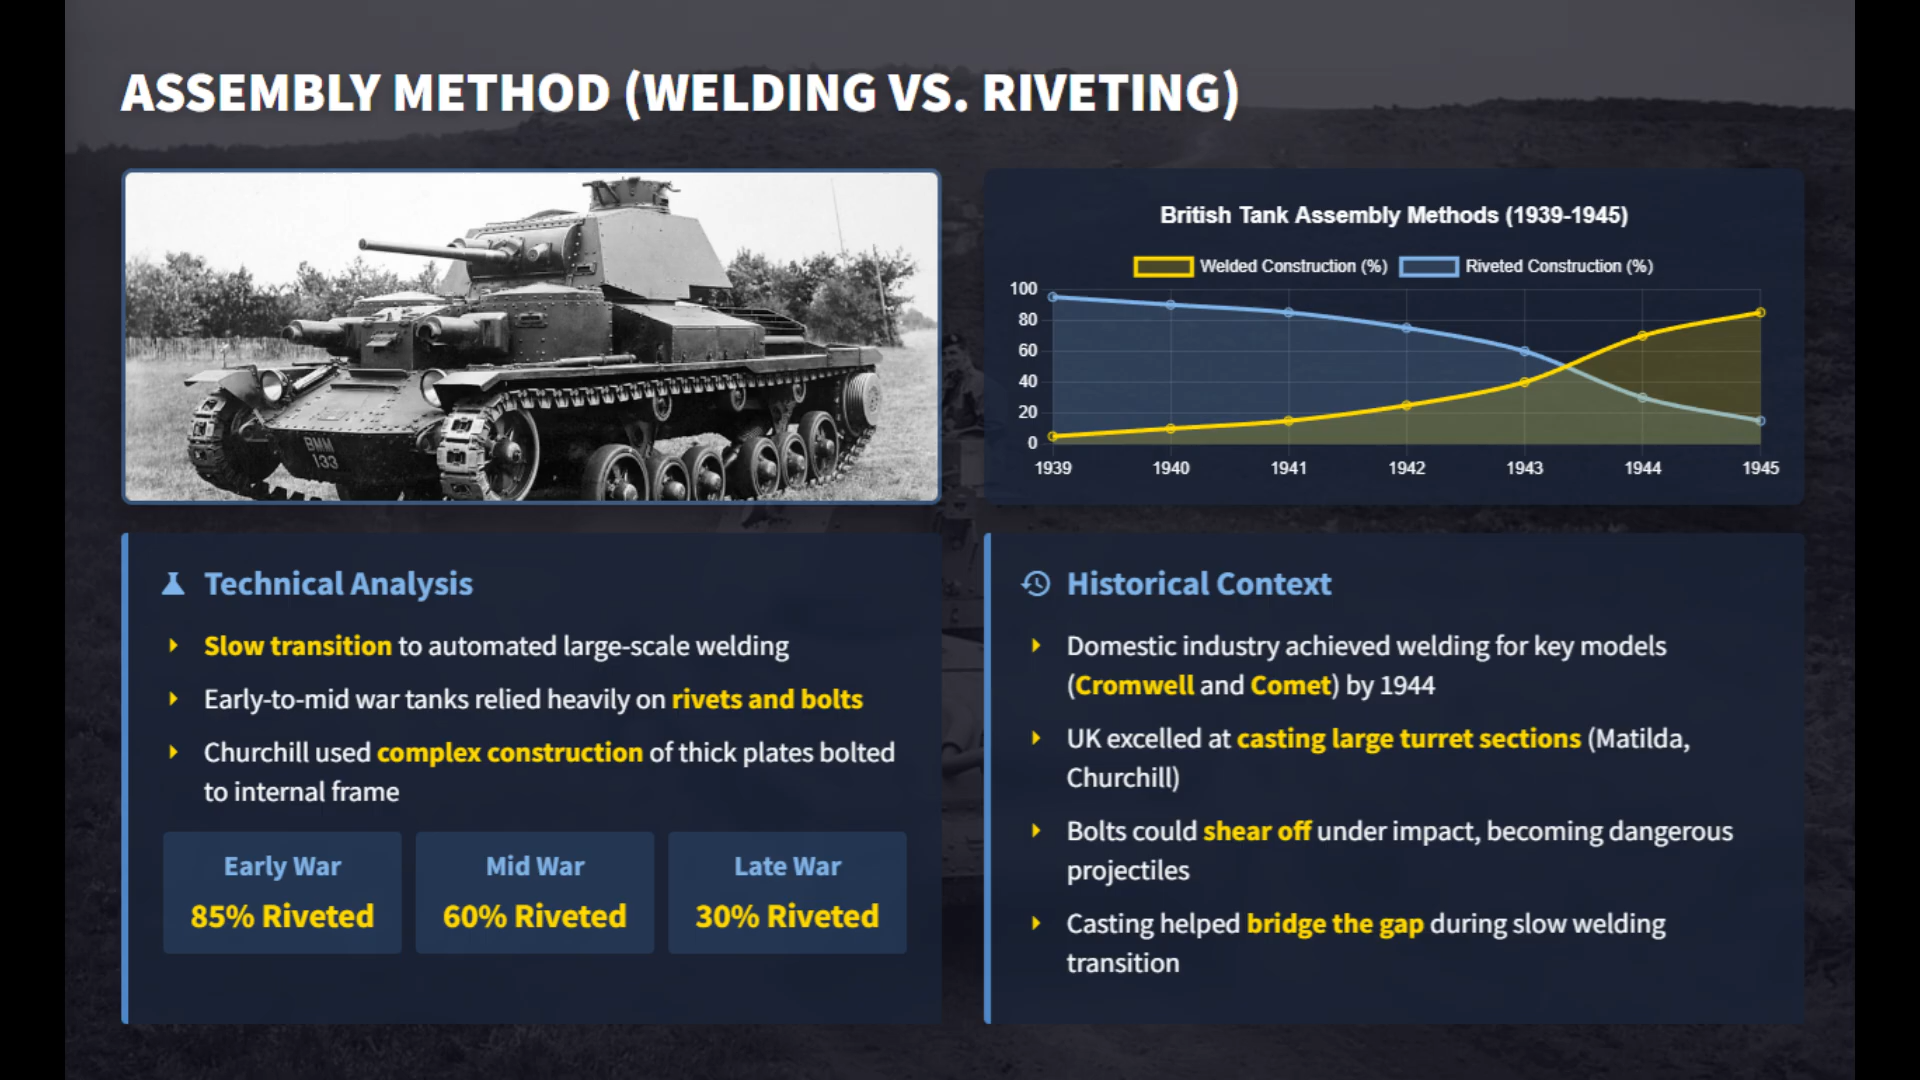 ASSEMBLY METHOD (WELDING VS. RIVETING)
BMM
133
British Tank Assembly Methods (1939-1945)
Welded Construction (%) Riveted Construction (%)
100
80
60
40
20
0
1939 1940 1941 1942 1943 1944 1945
Technical Analysis
Slow transition to automated large-scale welding
Early-to-mid war tanks relied heavily on rivets and bolts
Churchill used complex construction of thick plates bolted
to internal frame
Early War
85% Riveted
Mid War
60% Riveted
Late War
30% Riveted
Historical Context
Domestic industry achieved welding for key models
(Cromwell and Comet) by 1944
UK excelled at casting large turret sections (Matilda,
Churchill)
Bolts could shear off under impact, becoming dangerous
projectiles
Casting helped bridge the gap during slow welding
transition